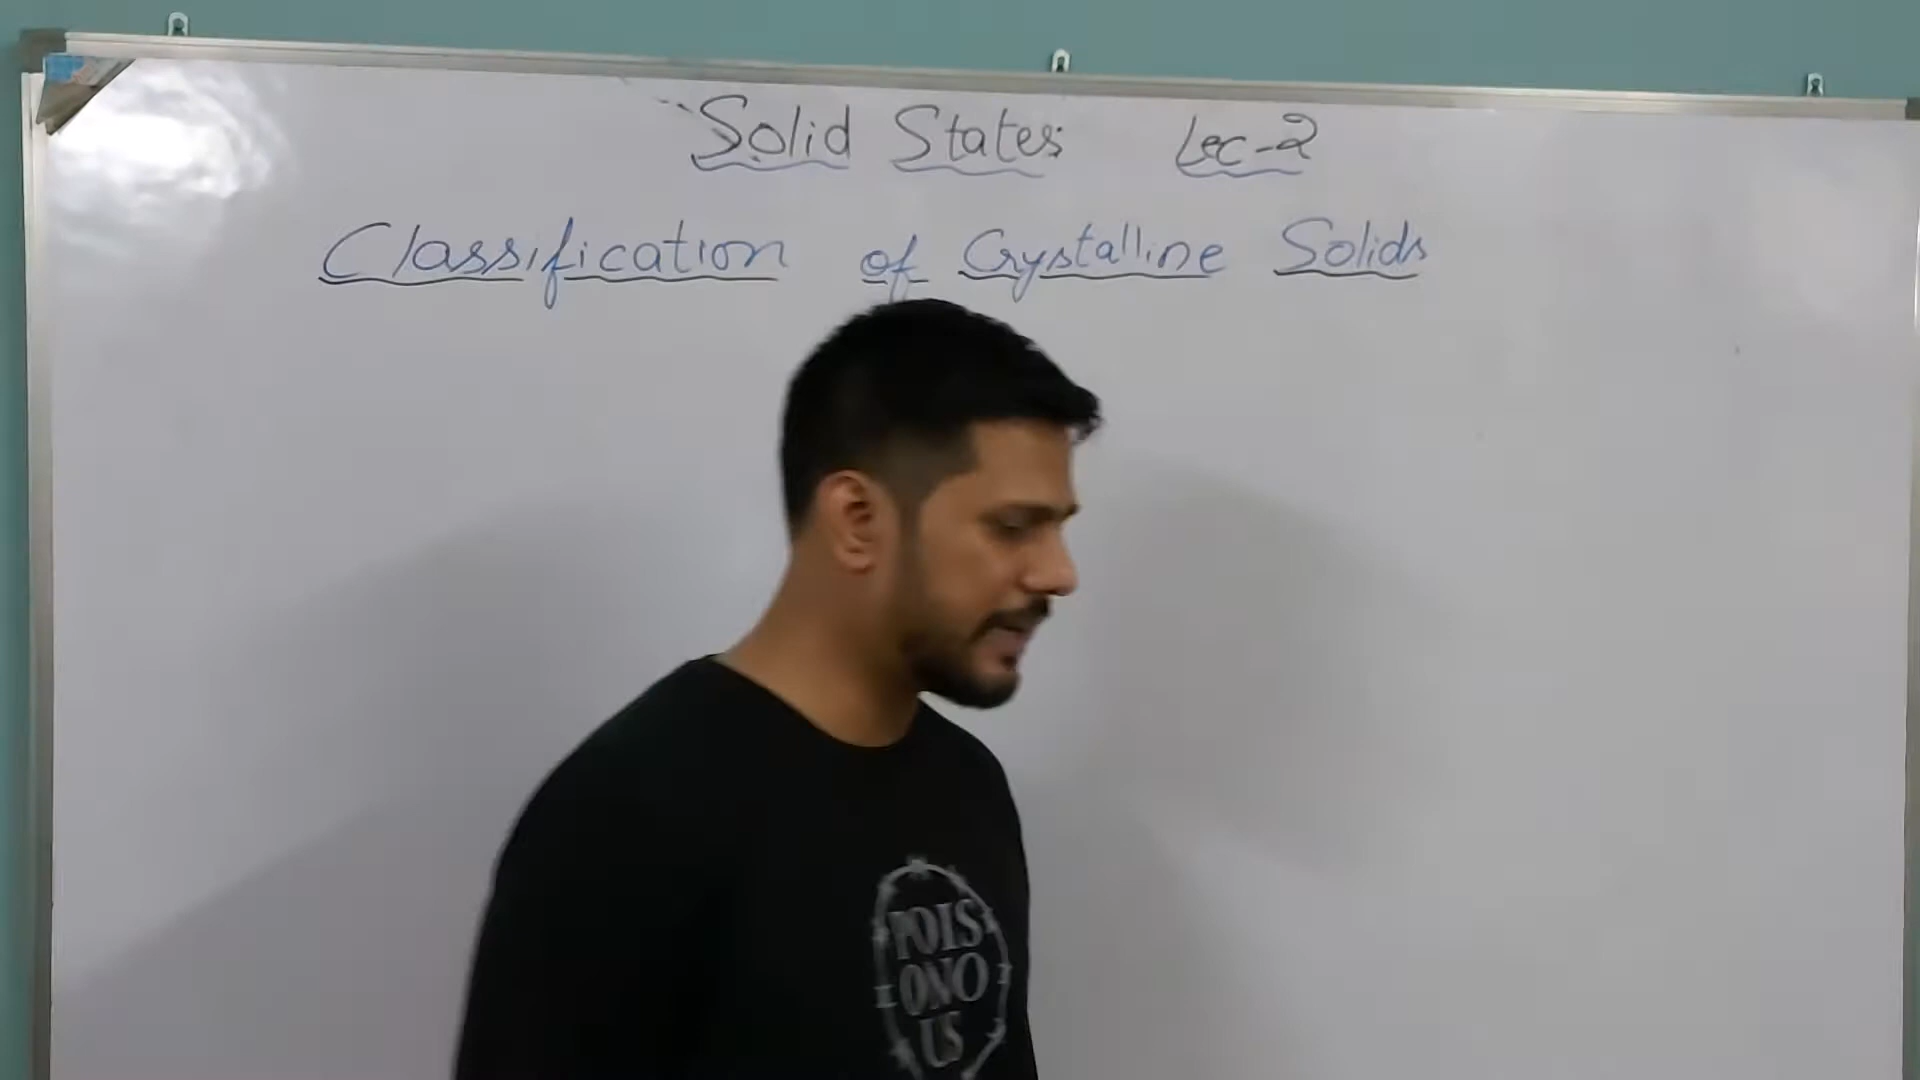 Solid States Lec-2
Classification of Crystalline Solids
POIS
ONO
US